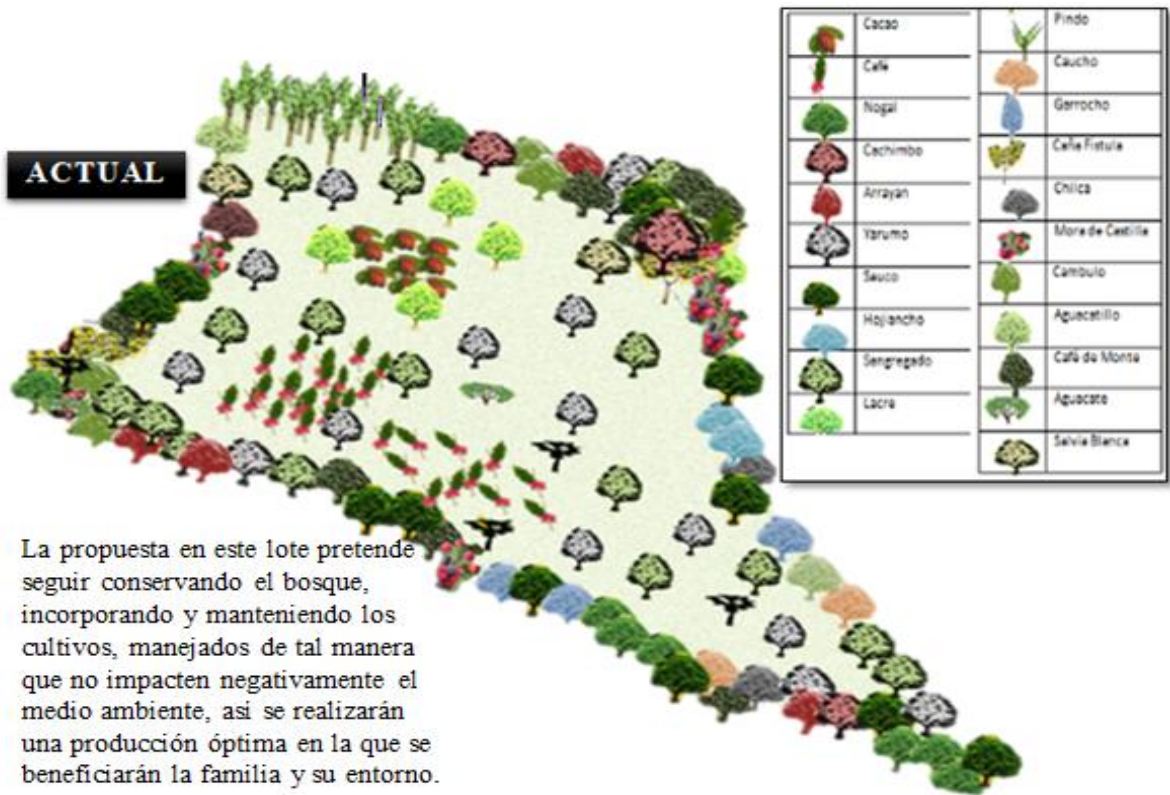 ACTUAL
Cacao
Café
Nogal
Cachimbo
Arrayan
Yarumo
Sauco
Hojiancho
Sangregado
Lacre
Pindo
Caucho
Garrocho
Caña Fistula
Chilca
Mora de Castilla
Cambulo
Aguacatillo
Café de Monte
Aguacate
Salvia Blanca
La propuesta en este lote pretende
seguir conservando el bosque,
incorporando y manteniendo los
cultivos, manejados de tal manera
que no impacten negativamente el
medio ambiente, asi se realizarán
una producción óptima en la que se
beneficiarán la familia y su entorno.